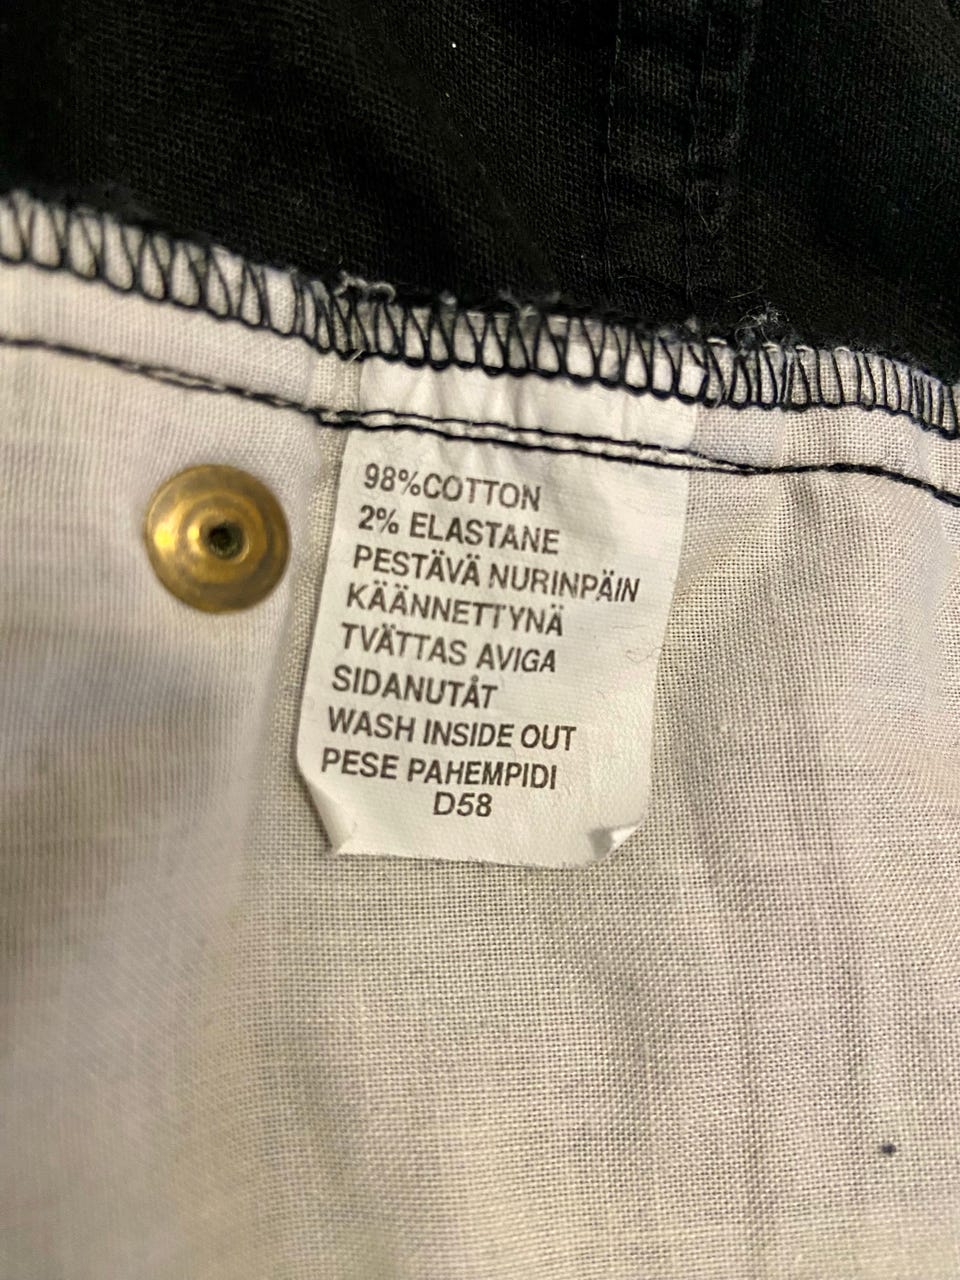 98%COTTON
2% ELASTANE
PESTÄVÄ NURINPÄIN
KÄÄNNETTYNÄ
TVÄTTAS AVIGA
SIDANUTÅT
WASH INSIDE OUT
PESE PAHEMPIDI
D58